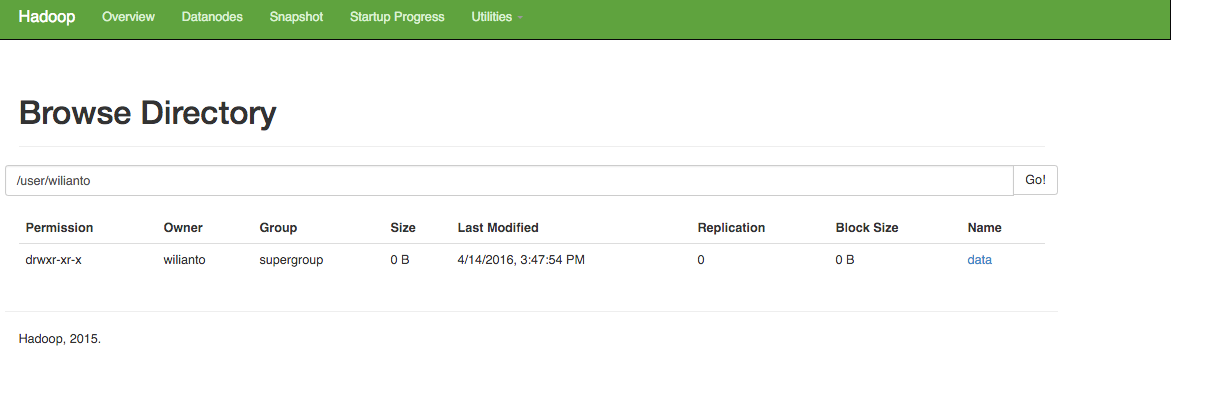 Hadoop Overview Datanodes Snapshot Startup Progress Utilities
Browse Directory
/user/wilianto Go!
Permission Owner Group Size Last Modified Replication Block Size Name
drwxr-xr-x wilianto supergroup 0 B 4/14/2016, 3:47:54 PM 0 0 B data
Hadoop, 2015.